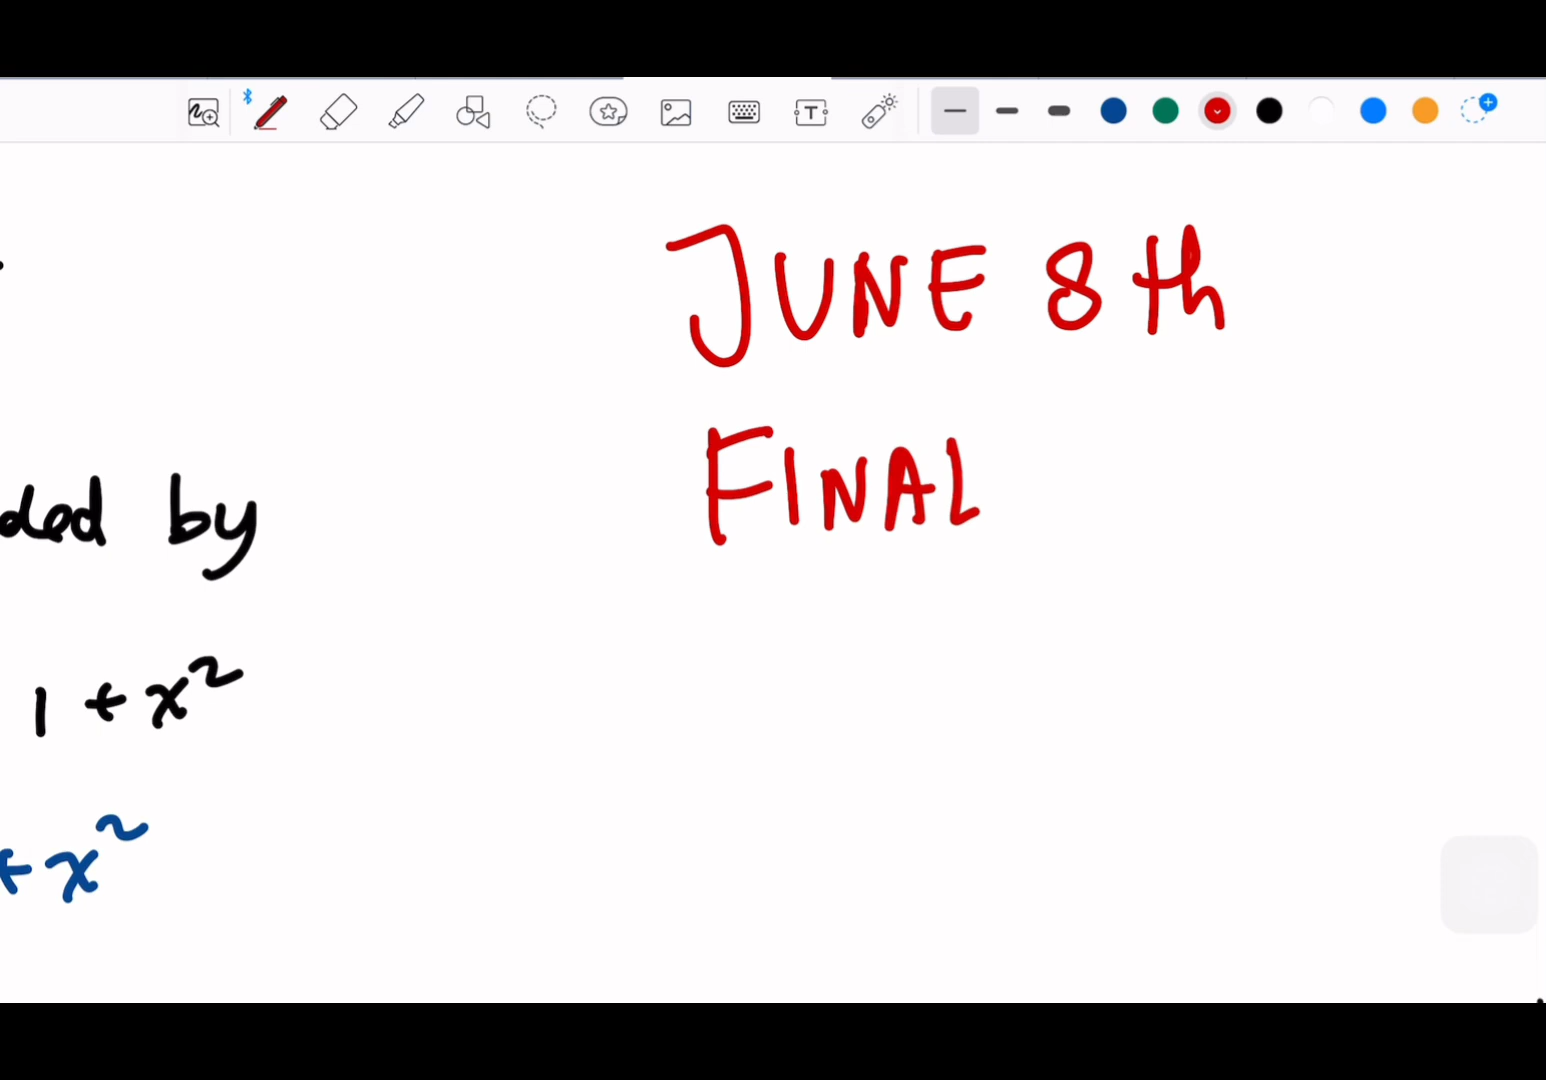 JUNE 8th
FINAL
ded by
1 + x²
+ x²